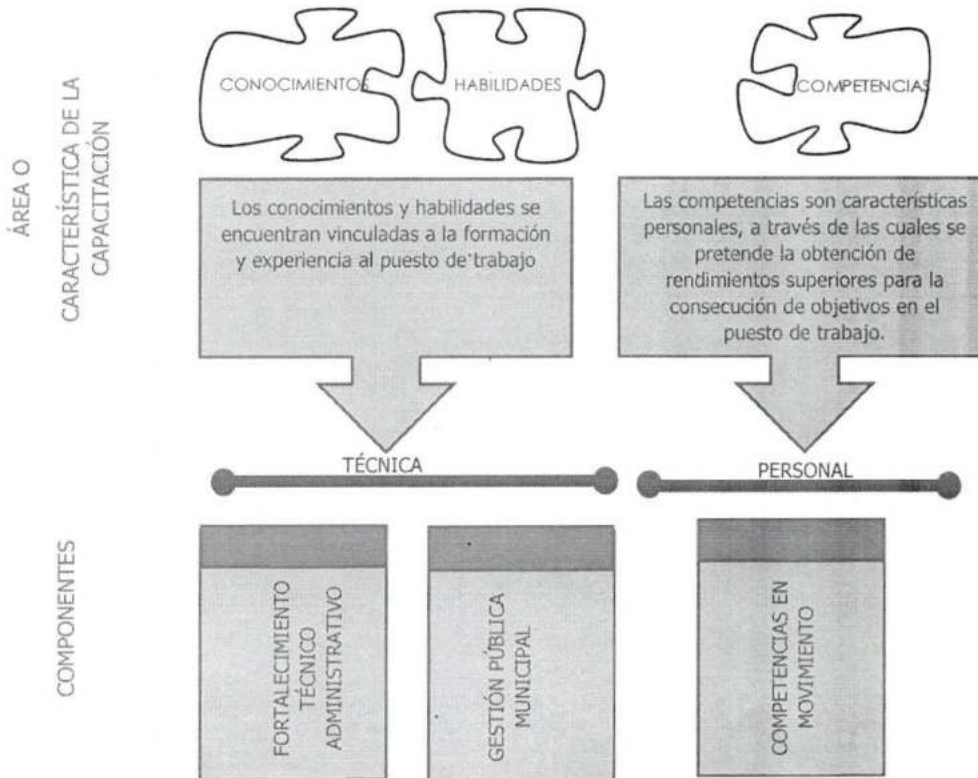 CONOCIMIENTOS
HABILIDADES
COMPETENCIAS
ÁREA O
CARACTERÍSTICA DE LA
CAPACITACIÓN
Los conocimientos y habilidades se
encuentran vinculadas a la formación
y experiencia al puesto de trabajo
Las competencias son características
personales, a través de las cuales se
pretende la obtención de
rendimientos superiores para la
consecución de objetivos en el
puesto de trabajo.
TÉCNICA
PERSONAL
COMPONENTES
FORTALECIMIENTO
TÉCNICO
ADMINISTRATIVO
GESTIÓN PÚBLICA
MUNICIPAL
COMPETENCIAS EN
MOVIMIENTO